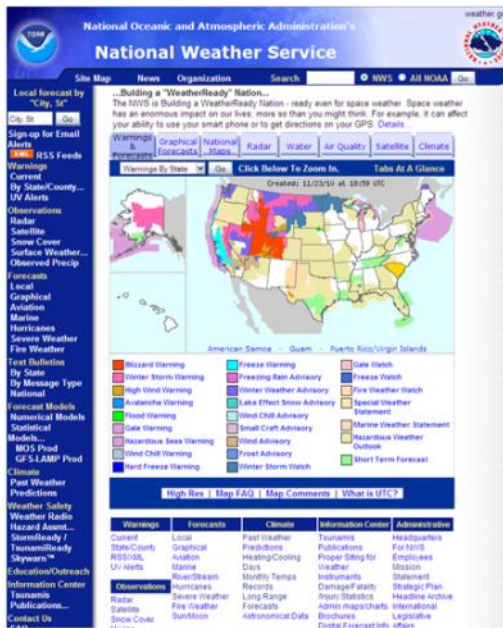 weather.go
National Oceanic and Atmospheric Administration's
National Weather Service
Site Map News Organization Search NWS All NOAA Go
Local forecast by
"City, St"
City, St Go
Sign-up for Email
Alerts
XML RSS Feeds
Warnings
Current
By State/County...
UV Alerts
Observations
Radar
Satellite
Snow Cover
Surface Weather...
Observed Precip
Forecasts
Local
Graphical
Aviation
Marine
Hurricanes
Severe Weather
Fire Weather
Text Bulletins
By State
By Message Type
National
Forecast Models
Numerical Models
Statistical
Models...
MOS Prod
GFS-LAMP Prod
Climate
Past Weather
Predictions
Weather Safety
Weather Radio
Hazard Assmt...
StormReady /
TsunamiReady
Skywarn™
Education/Outreach
Information Center
Tsunamis
Publications...
Contact Us
FAQ
...Bulding a "WeatherReady" Nation...
The NWS is Building a WeatherReady Nation - ready even for space weather. Space weather
has an enormous impact on our lives; more so than you might think. For example, it can affect
your ability to use your smart phone or to get directions on your GPS. Details...
Warnings & Forecasts
Graphical Forecasts
National Maps
Radar
Water
Air Quality
Satellite
Climate
Warnings By State Go Click Below To Zoom In. Tabs At A Glance
Created: 11/23/10 at 18:59 UTC
American Samoa - Guam - Puerto Rico/Virgin Islands
Blizzard Warning
Winter Storm Warning
High Wind Warning
Avalanche Warning
Flood Warning
Gale Warning
Hazardous Seas Warning
Wind Chill Warning
Hard Freeze Warning
Freeze Warning
Freezing Rain Advisory
Winter Weather Advisory
Lake Effect Snow Advisory
Wind Chill Advisory
Small Craft Advisory
Wind Advisory
Frost Advisory
Winter Storm Watch
Gale Watch
Freeze Watch
Fire Weather Watch
Special Weather
Statement
Marine Weather Statement
Hazardous Weather
Outlook
Short Term Forecast
High Res | Map FAQ | Map Comments | What is UTC?
Warnings
Current
State/County
RSS/XML
UV Alerts
Observations
Radar
Satellite
Snow Cover
Forecasts
Local
Graphical
Aviation
Marine
River/Stream
Hurricanes
Severe Weather
Fire Weather
Sun/Moon
Climate
Past Weather
Predictions
Heating/Cooling
Days
Monthly Temps
Records
Long Range
Forecasts
Astronomical Data
Information Center
Tsunamis
Publications
Proper Siting for
Weather
Instruments
Damage/Fatality
/Injury Statistics
Admin maps/charts
Brochures
Digital Forecast Info
Administrative
Headquarters
For NWS
Employees
Mission
Statement
Strategic Plan
Headline Archive
International
Legislative
Affairs